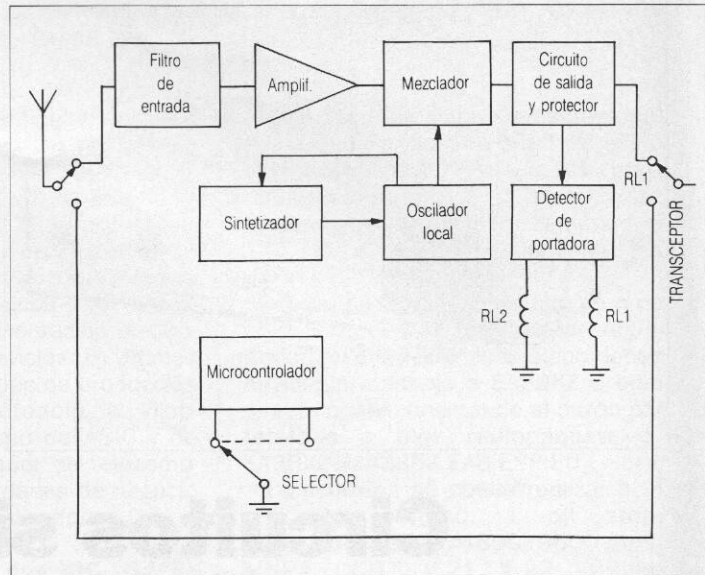 Filtro
de
entrada
Amplif.
Mezclador
Circuito
de salida
y protector
RL1
TRANSCEPTOR
Sintetizador
Oscilador
local
Detector
de
portadora
RL2
RL1
Microcontrolador
SELECTOR